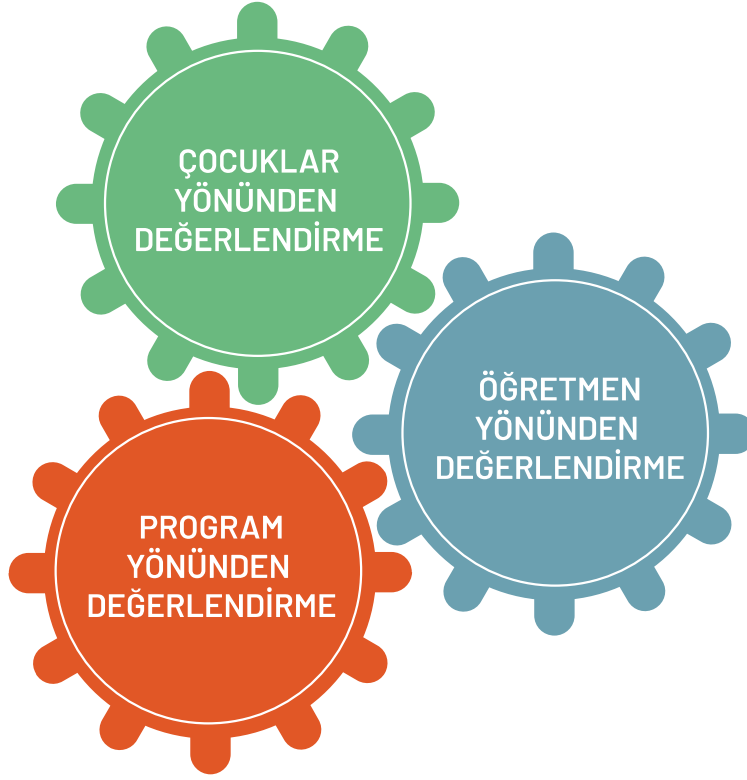 ÇOCUKLAR
YÖNÜNDEN
DEĞERLENDİRME
ÖĞRETMEN
YÖNÜNDEN
DEĞERLENDİRME
PROGRAM
YÖNÜNDEN
DEĞERLENDİRME